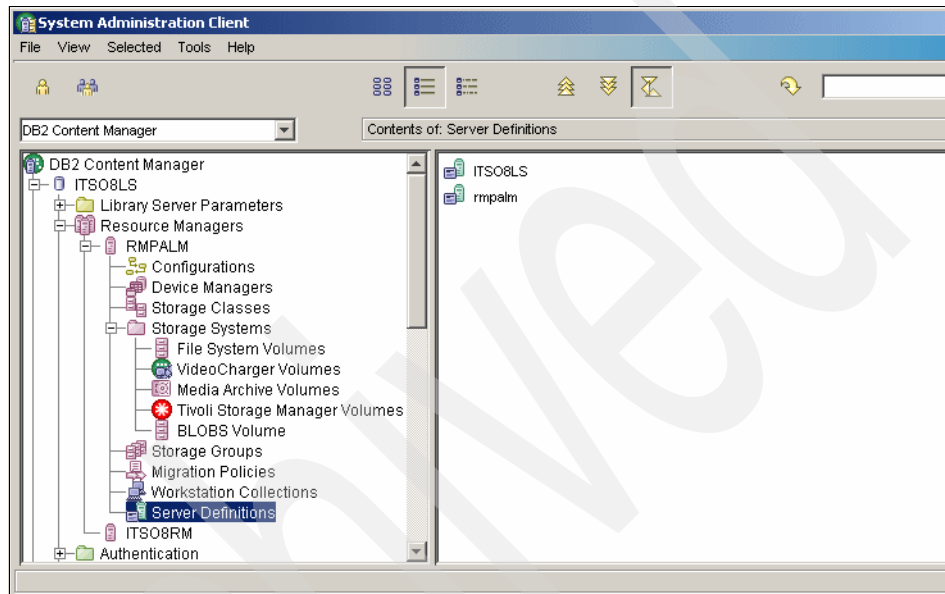 System Administration Client
File View Selected Tools Help
DB2 Content Manager
Contents of: Server Definitions
DB2 Content Manager
ITSO8LS
Library Server Parameters
Resource Managers
RMPALM
Configurations
Device Managers
Storage Classes
Storage Systems
File System Volumes
VideoCharger Volumes
Media Archive Volumes
Tivoli Storage Manager Volumes
BLOBS Volume
Storage Groups
Migration Policies
Workstation Collections
Server Definitions
ITSO8RM
Authentication
ITSO8LS
rmpalm